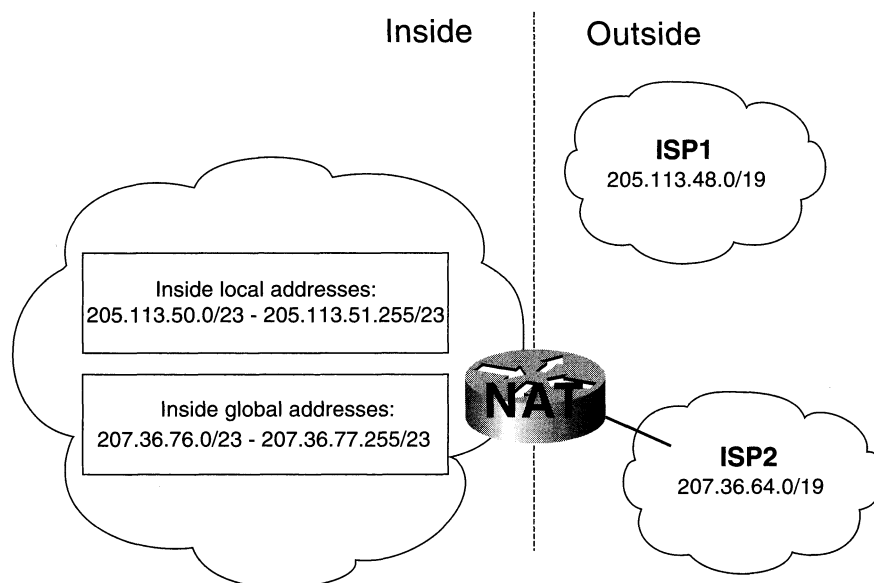 Inside
Outside
ISP1
205.113.48.0/19
Inside local addresses:
205.113.50.0/23 - 205.113.51.255/23
Inside global addresses:
207.36.76.0/23 - 207.36.77.255/23
NAT
ISP2
207.36.64.0/19